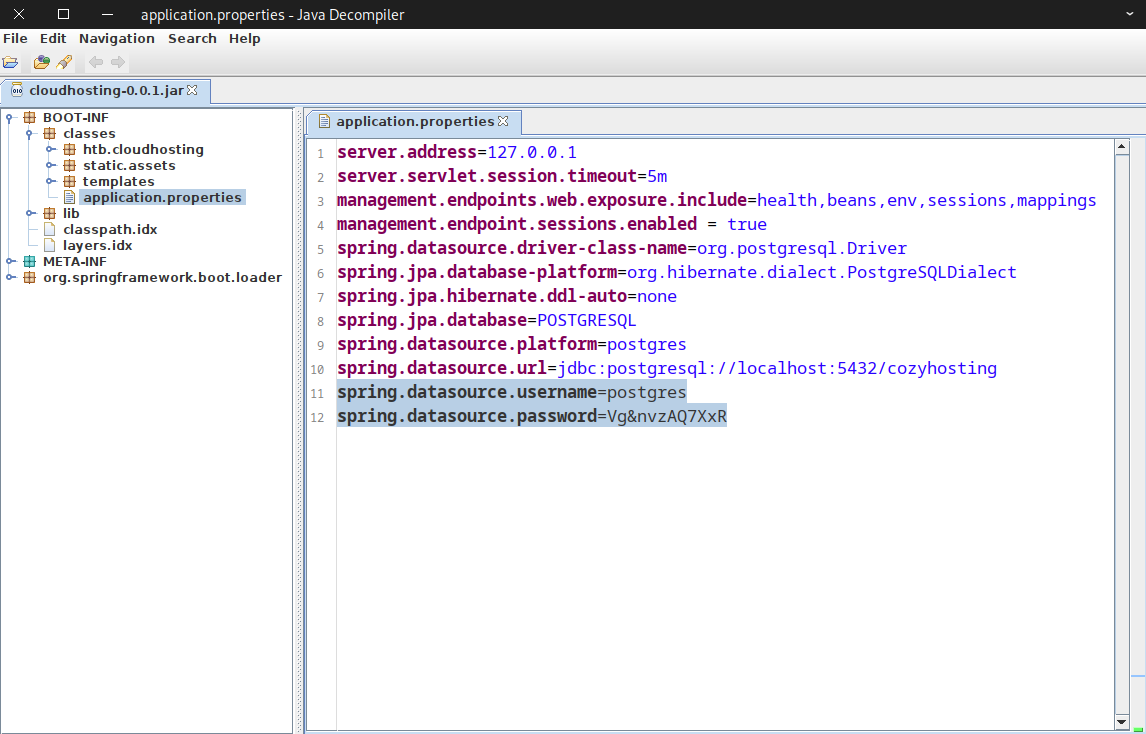 application.properties - Java Decompiler
File Edit Navigation Search Help
cloudhosting-0.0.1.jar
BOOT-INF
classes
htb.cloudhosting
static.assets
templates
application.properties
lib
classpath.idx
layers.idx
META-INF
org.springframework.boot.loader
application.properties
1 server.address=127.0.0.1
2 server.servlet.session.timeout=5m
3 management.endpoints.web.exposure.include=health,beans,env,sessions,mappings
4 management.endpoint.sessions.enabled = true
5 spring.datasource.driver-class-name=org.postgresql.Driver
6 spring.jpa.database-platform=org.hibernate.dialect.PostgreSQLDialect
7 spring.jpa.hibernate.ddl-auto=none
8 spring.jpa.database=POSTGRESQL
9 spring.datasource.platform=postgres
10 spring.datasource.url=jdbc:postgresql://localhost:5432/cozyhosting
11 spring.datasource.username=postgres
12 spring.datasource.password=Vg&nvzAQ7XxR